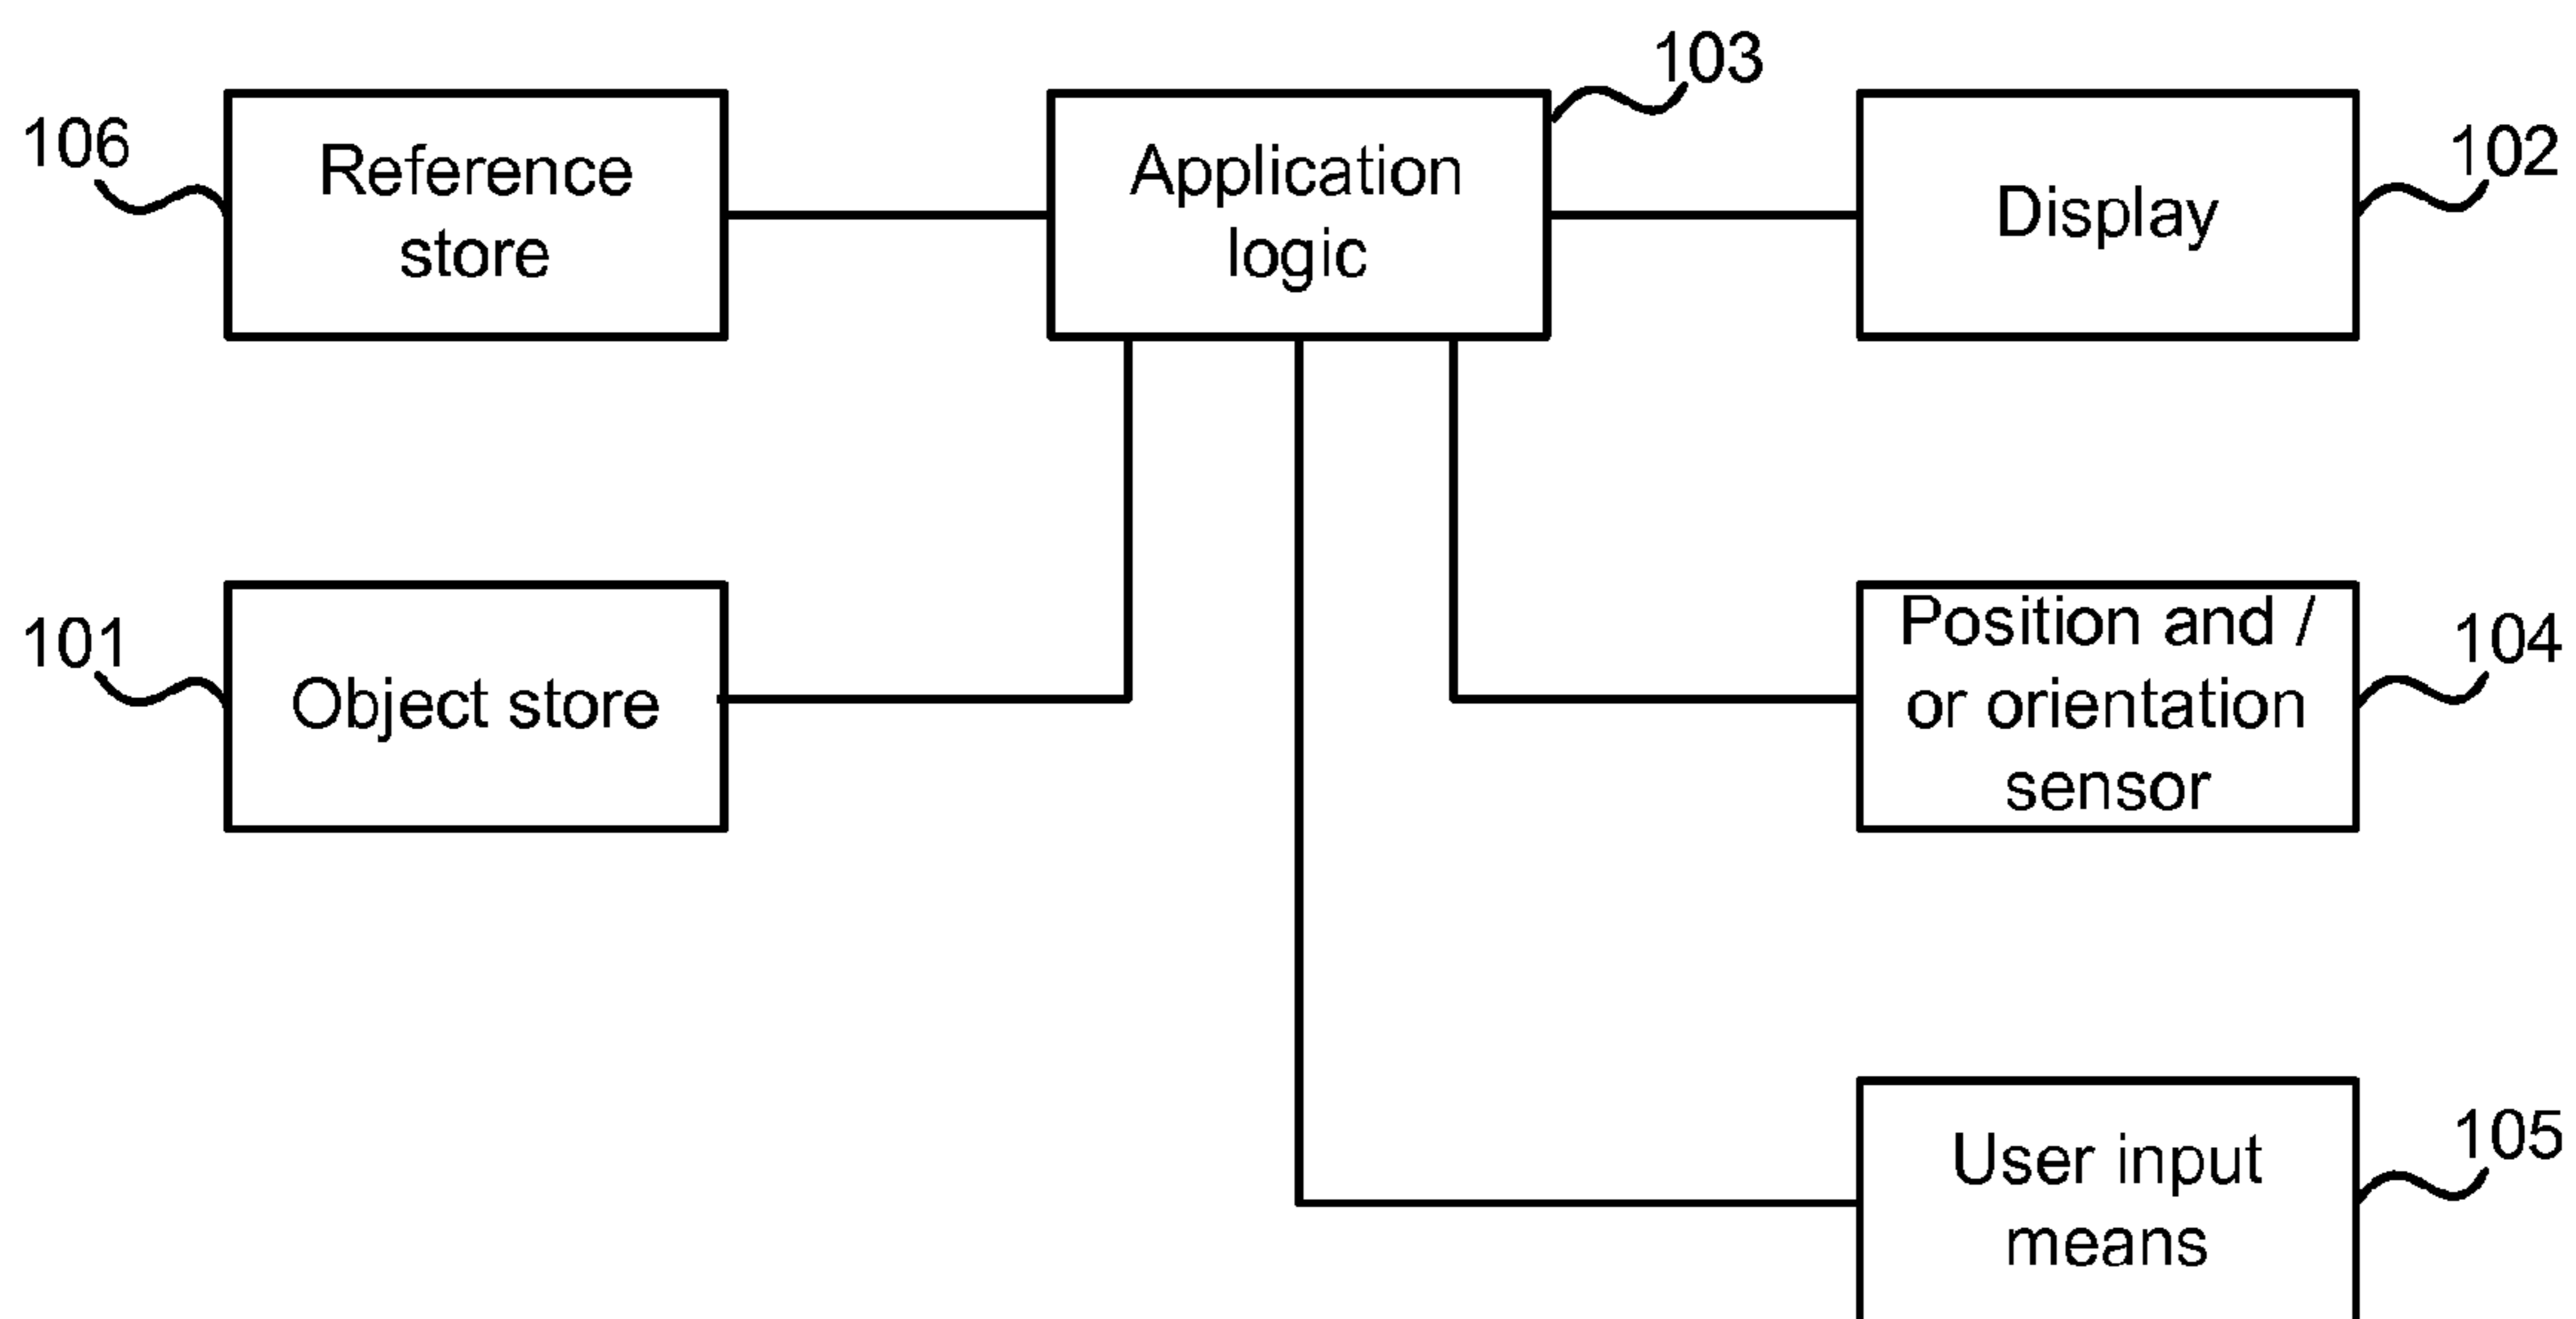 103
106
Reference
store
Application
logic
Display
102
101
Object store
Position and /
or orientation
sensor
104
User input
means
105